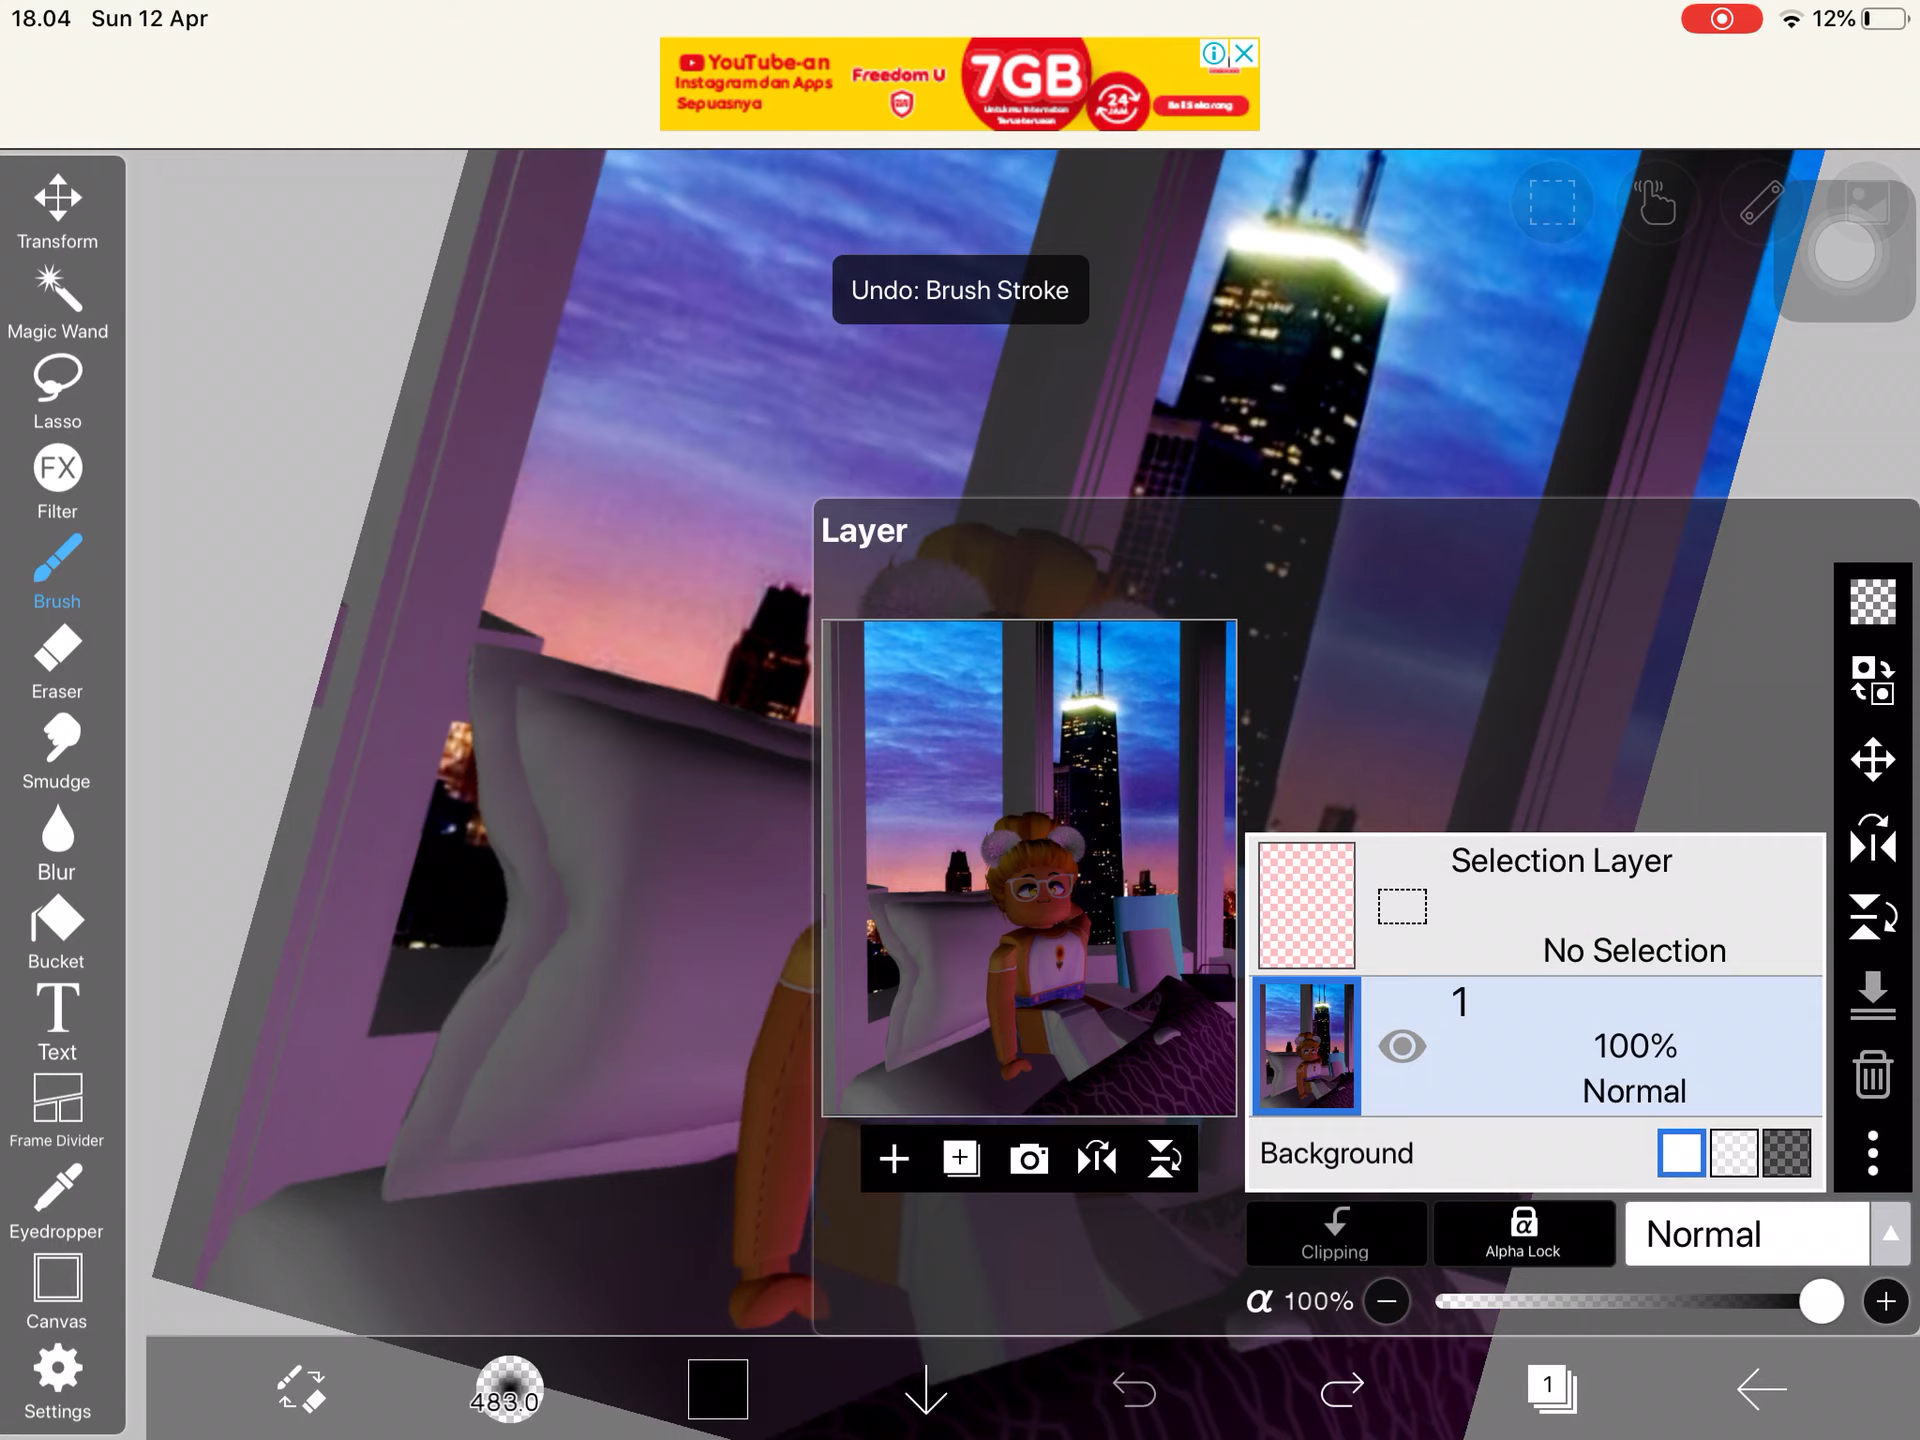 18.04 Sun 12 Apr
12%
YouTube-an
Instagram dan Apps
Sepuasnya
Freedom U
7GB
24
JAM
Undo: Brush Stroke
Transform
Magic Wand
Lasso
FX
Filter
Brush
Eraser
Smudge
Blur
Bucket
T
Text
Frame Divider
Eyedropper
Canvas
Settings
Layer
Selection Layer
No Selection
1
100%
Normal
Background
Clipping
α
Alpha Lock
Normal
α 100%
483.0
1